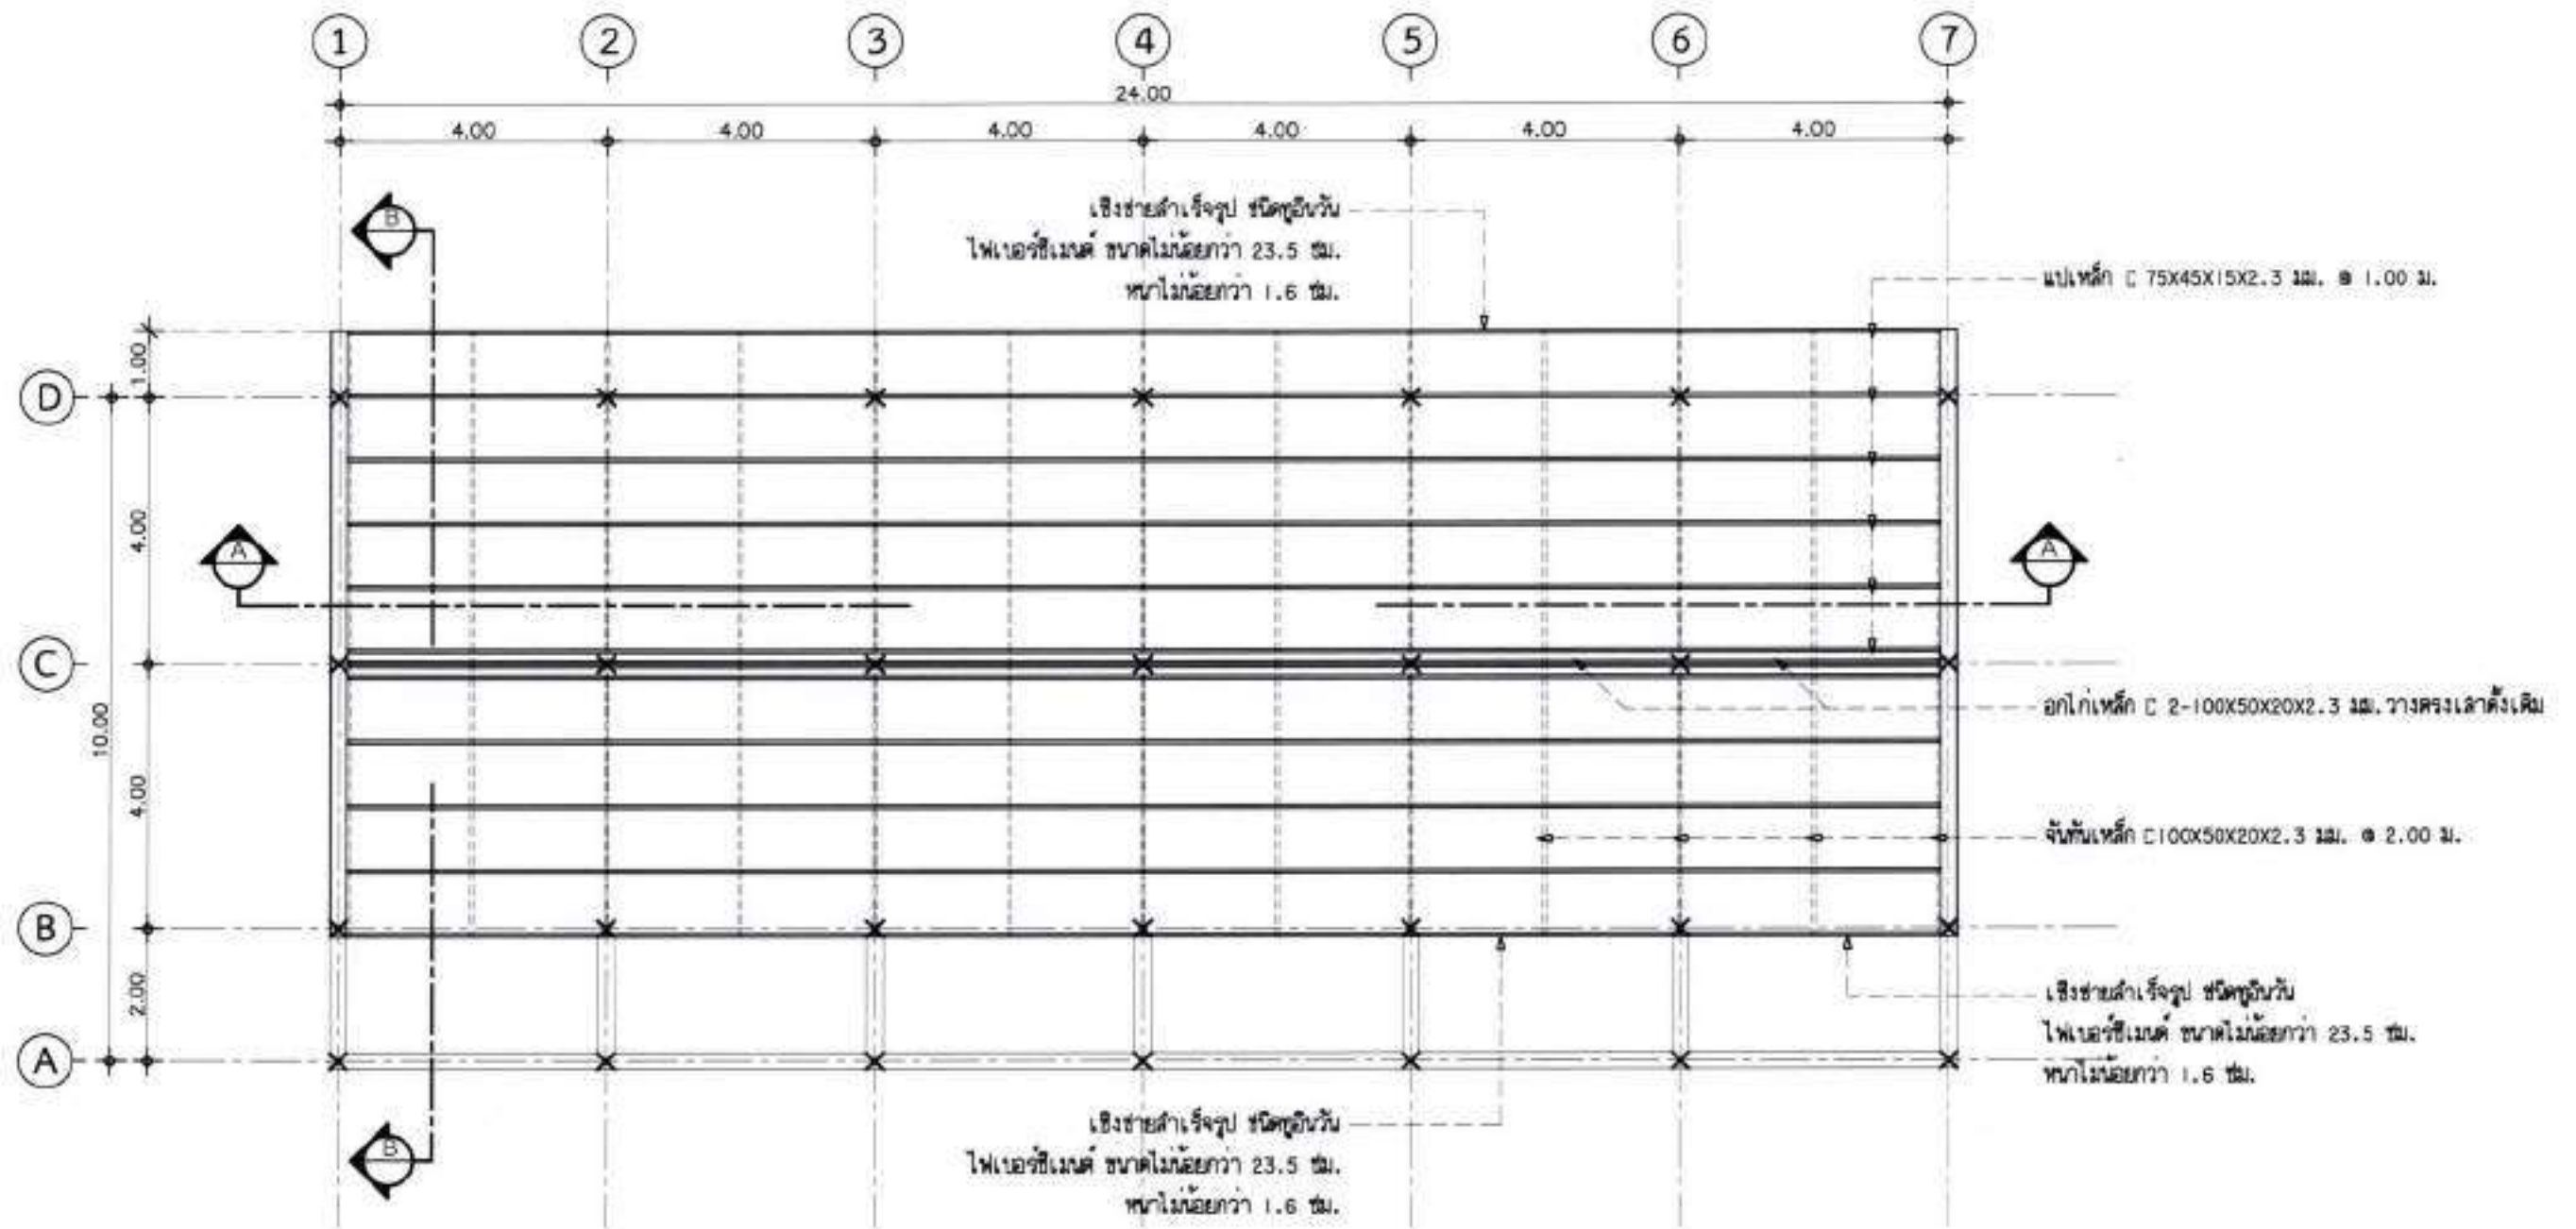 1 2 3 4 5 6 7
24.00
4.00 4.00 4.00 4.00 4.00 4.00
B
เชิงชายสำเร็จรูป ชนิดทูอินวัน
ไฟเบอร์ซีเมนต์ ขนาดไม่น้อยกว่า 23.5 ซม.
หนาไม่น้อยกว่า 1.6 ซม.
แปเหล็ก C 75X45X15X2.3 มม. @ 1.00 ม.
1.00
D
4.00
A
A
C
อกไก่เหล็ก C 2-100X50X20X2.3 มม.วางตรงเสาดั้งเดิม
10.00
4.00
จันทันเหล็ก C100X50X20X2.3 มม. @ 2.00 ม.
B
2.00
เชิงชายสำเร็จรูป ชนิดทูอินวัน
ไฟเบอร์ซีเมนต์ ขนาดไม่น้อยกว่า 23.5 ซม.
หนาไม่น้อยกว่า 1.6 ซม.
A
เชิงชายสำเร็จรูป ชนิดทูอินวัน
ไฟเบอร์ซีเมนต์ ขนาดไม่น้อยกว่า 23.5 ซม.
หนาไม่น้อยกว่า 1.6 ซม.
B